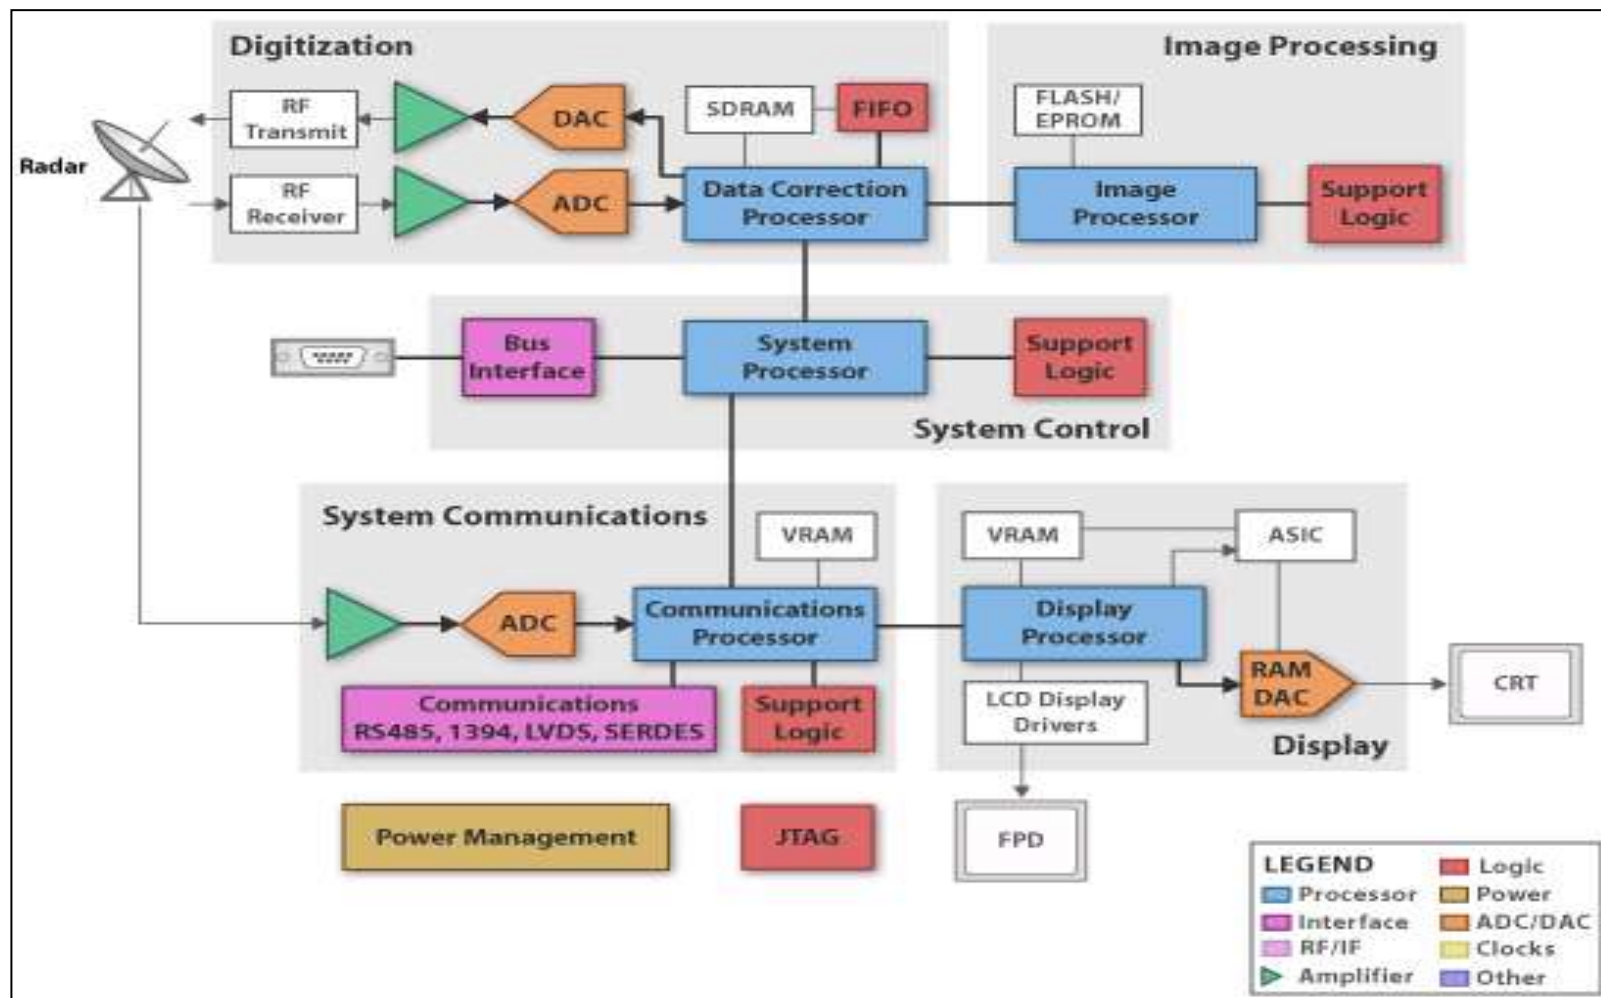 Digitization
Image Processing
RF
Transmit
DAC
SDRAM
FIFO
FLASH/
EPROM
Radar
RF
Receiver
ADC
Data Correction
Processor
Image
Processor
Support
Logic
Bus
Interface
System
Processor
Support
Logic
System Control
System Communications
VRAM
VRAM
ASIC
ADC
Communications
Processor
Display
Processor
Communications
RS485, 1394, LVDS, SERDES
Support
Logic
LCD Display
Drivers
RAM
DAC
CRT
Display
Power Management
JTAG
FPD
LEGEND
Processor
Interface
RF/IF
Amplifier
Logic
Power
ADC/DAC
Clocks
Other